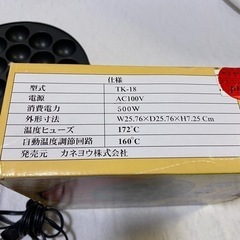 仕様
型式 TK-18
電源 AC100V
消費電力 500W
外形寸法 W25.76×D25.76×H7.25 Cm
温度ヒューズ 172℃
自動温度調節回路 160℃
発売元 カネヨウ株式会社